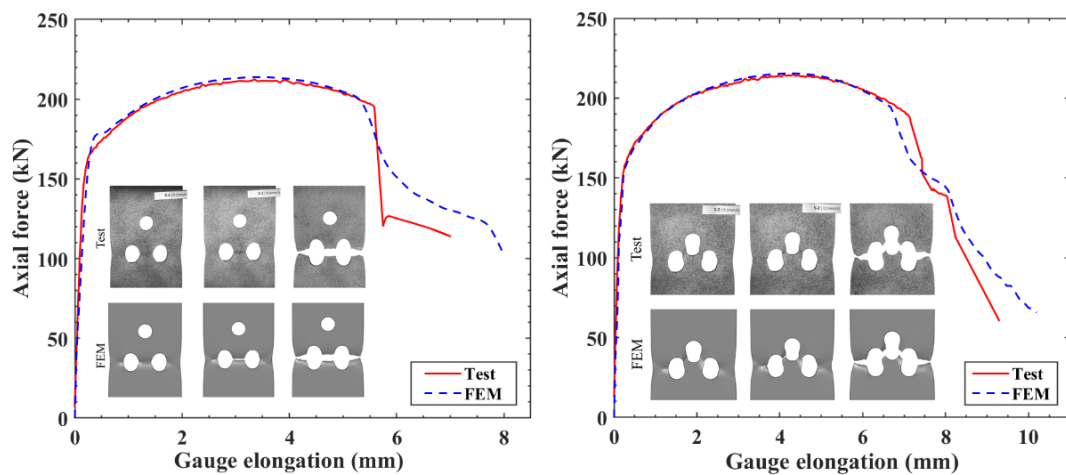 250
200
150
100
50
0
Axial force (kN)
Test
FEM
Test
FEM
0 2 4 6 8
Gauge elongation (mm)
250
200
150
100
50
0
Axial force (kN)
Test
FEM
Test
FEM
0 2 4 6 8 10
Gauge elongation (mm)